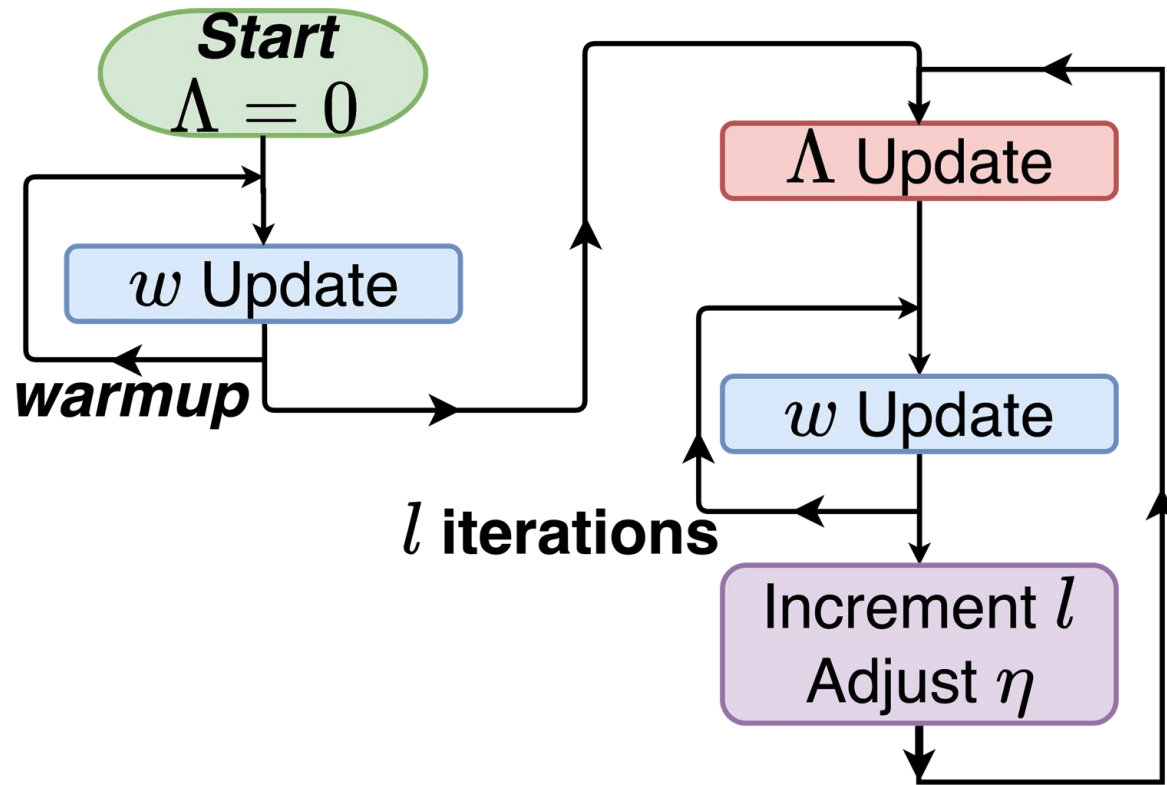 Start
Λ = 0
w Update
warmup
Λ Update
w Update
l iterations
Increment l
Adjust η